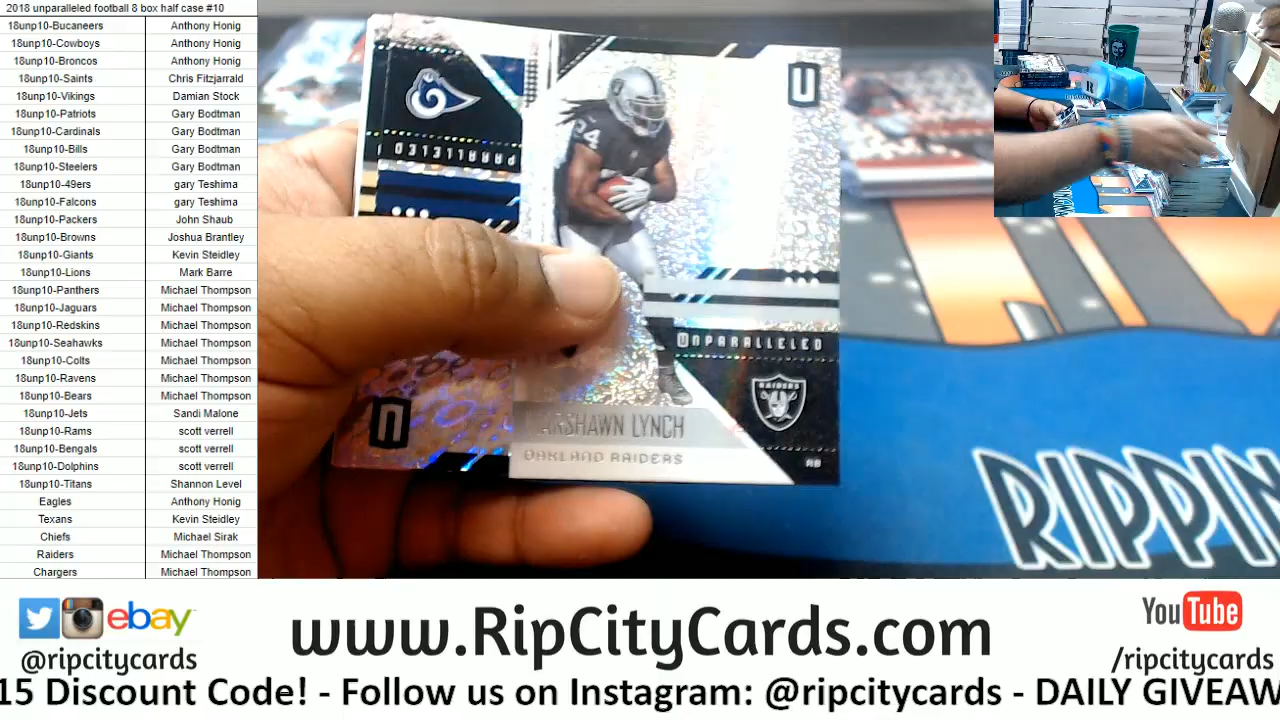 2018 unparalleled football 8 box half case #10
18unp10-Bucaneers Anthony Honig
18unp10-Cowboys Anthony Honig
18unp10-Broncos Anthony Honig
18unp10-Saints Chris Fitzjarrald
18unp10-Vikings Damian Stock
18unp10-Patriots Gary Bodtman
18unp10-Cardinals Gary Bodtman
18unp10-Bills Gary Bodtman
18unp10-Steelers Gary Bodtman
18unp10-49ers gary Teshima
18unp10-Falcons gary Teshima
18unp10-Packers John Shaub
18unp10-Browns Joshua Brantley
18unp10-Giants Kevin Steidley
18unp10-Lions Mark Barre
18unp10-Panthers Michael Thompson
18unp10-Jaguars Michael Thompson
18unp10-Redskins Michael Thompson
18unp10-Seahawks Michael Thompson
18unp10-Colts Michael Thompson
18unp10-Ravens Michael Thompson
18unp10-Bears Michael Thompson
18unp10-Jets Sandi Malone
18unp10-Rams scott verrell
18unp10-Bengals scott verrell
18unp10-Dolphins scott verrell
18unp10-Titans Shannon Level
Eagles Anthony Honig
Texans Kevin Steidley
Chiefs Michael Sirak
Raiders Michael Thompson
Chargers Michael Thompson
U
24
UNPARALLELED
RAIDERS
ARSHAWN LYNCH
OAKLAND RAIDERS
RB
PARALLELED
U
RIPPIN
ebay
@ripcitycards
www.RipCityCards.com
YouTube
/ripcitycards
15 Discount Code! - Follow us on Instagram: @ripcitycards - DAILY GIVEAW